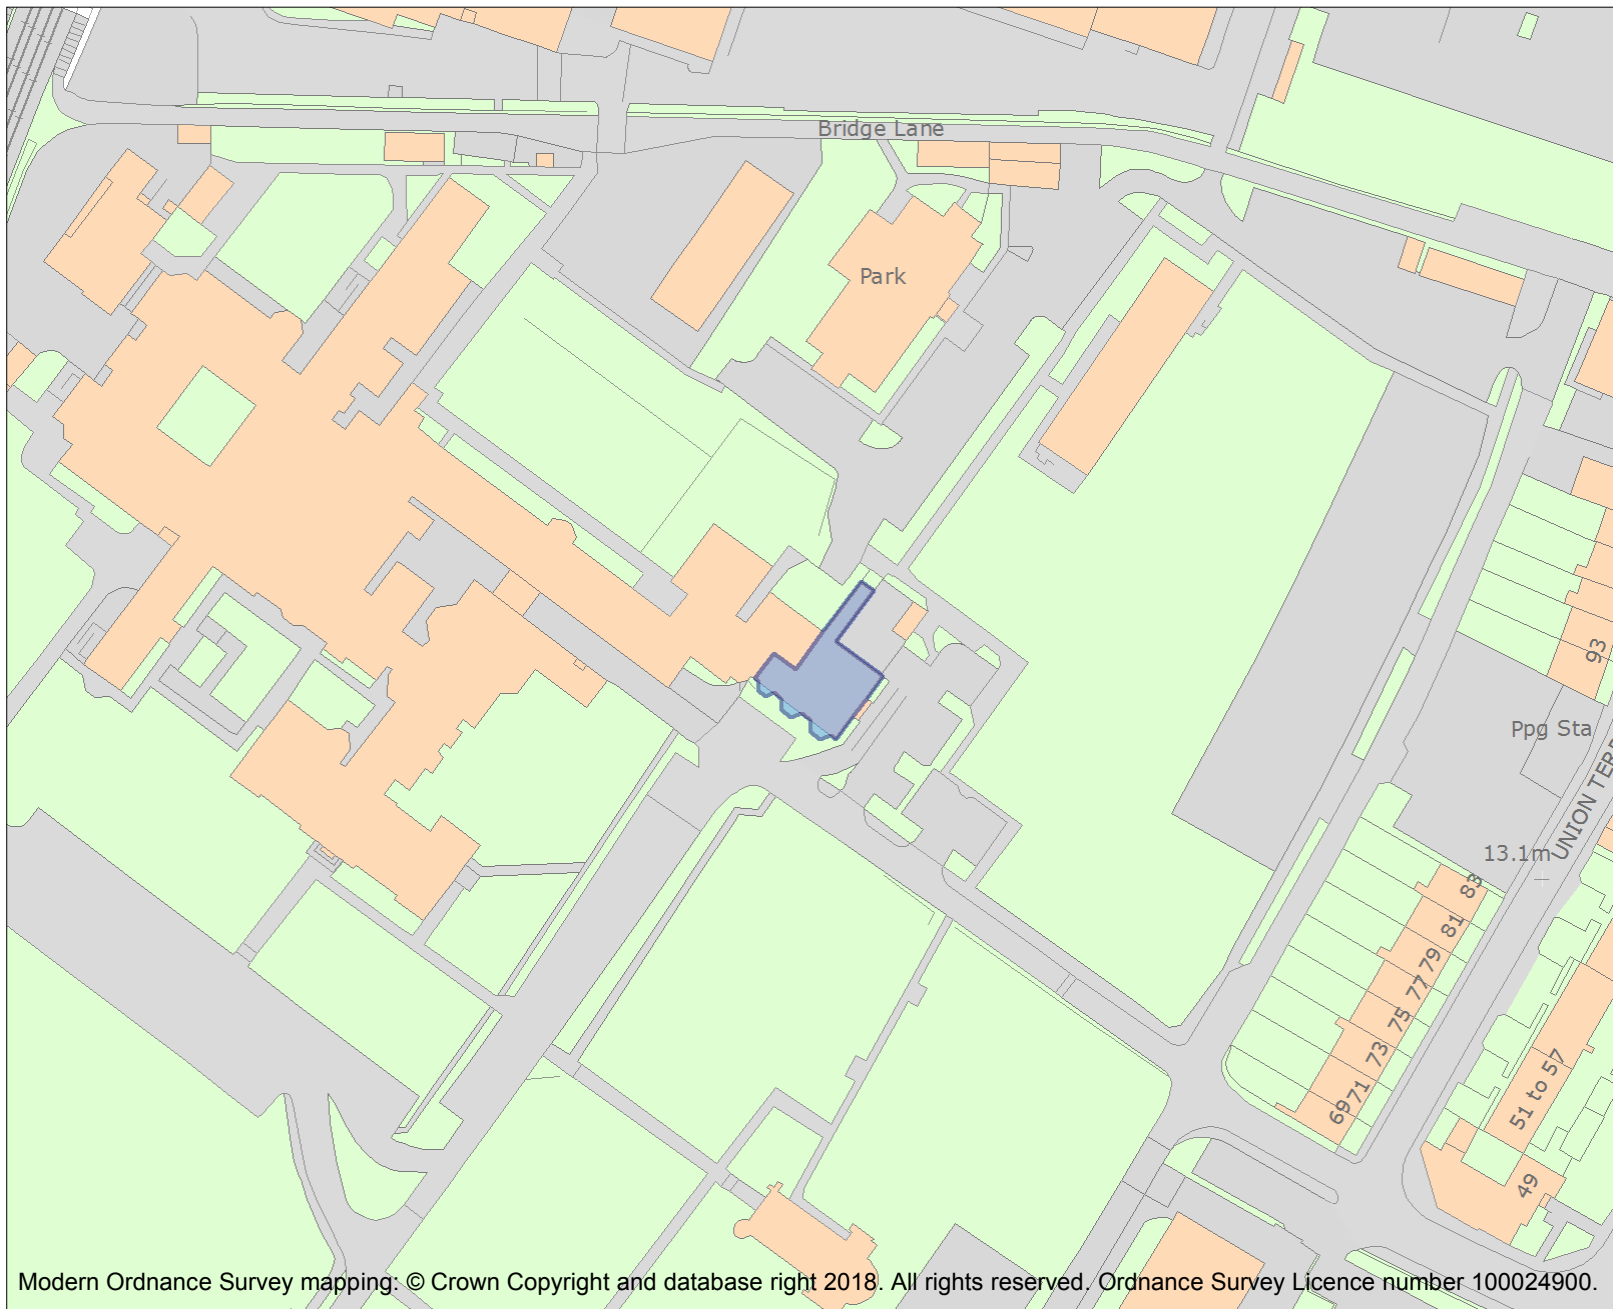 Bridge Lane
Park
93
Ppg Sta
13.1m
83
81
79
77
75
73
71
69
51 to 57
49
Modern Ordnance Survey mapping: © Crown Copyright and database right 2018. All rights reserved. Ordnance Survey Licence number 100024900.